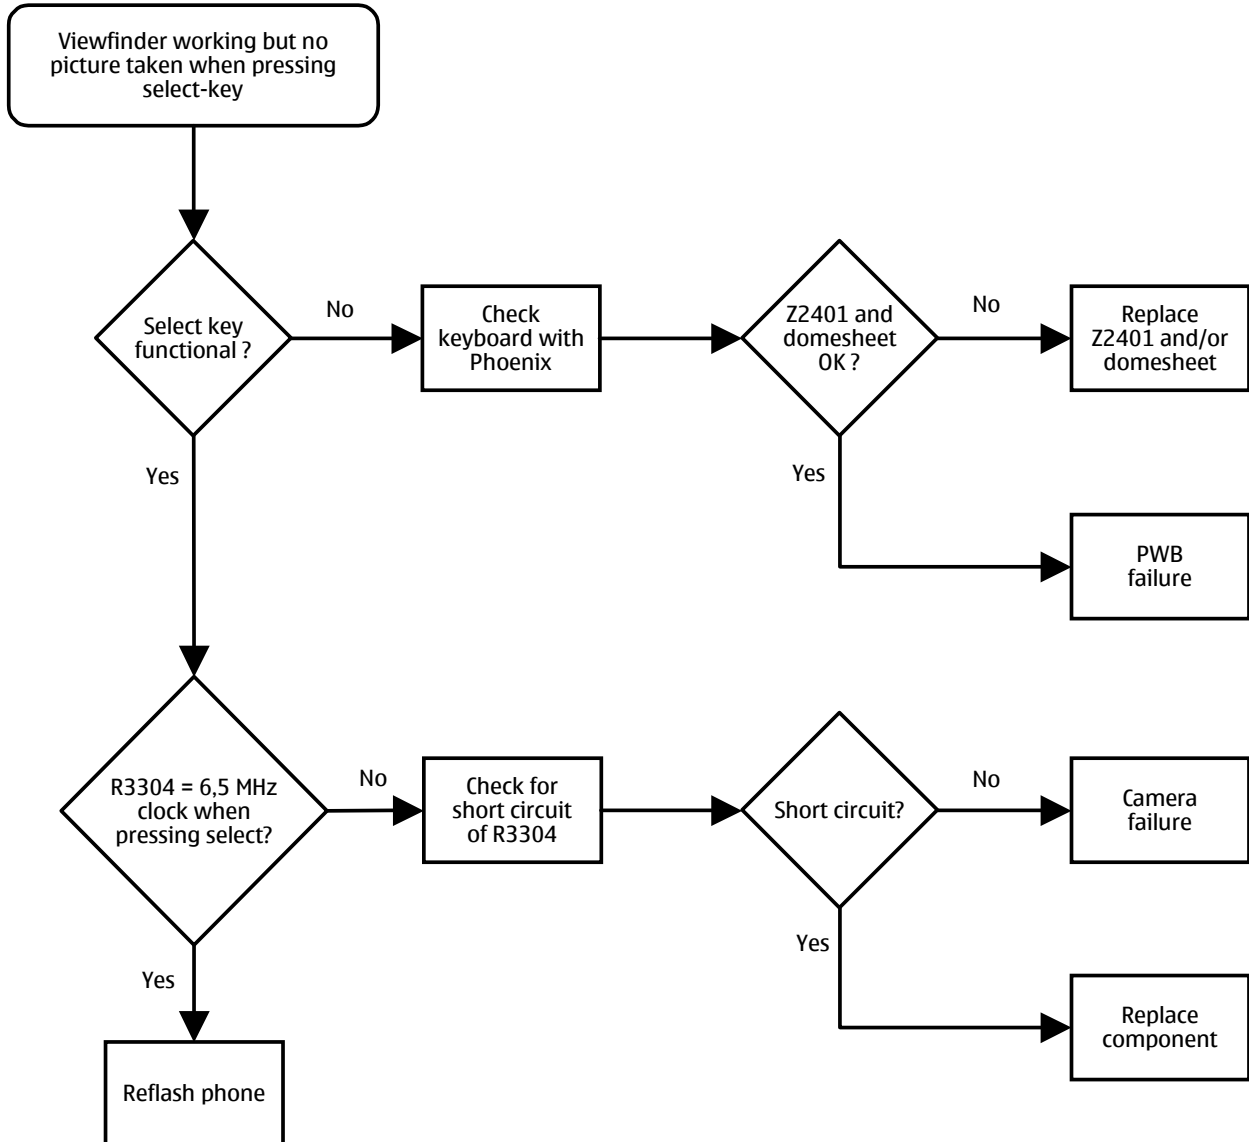 Viewfinder working but no
picture taken when pressing
select-key
Select key
functional ?
No
Check
keyboard with
Phoenix
Z2401 and
domesheet
OK ?
No
Replace
Z2401 and/or
domesheet
Yes
Yes
PWB
failure
R3304 = 6,5 MHz
clock when
pressing select?
No
Check for
short circuit
of R3304
Short circuit?
No
Camera
failure
Yes
Yes
Replace
component
Reflash phone